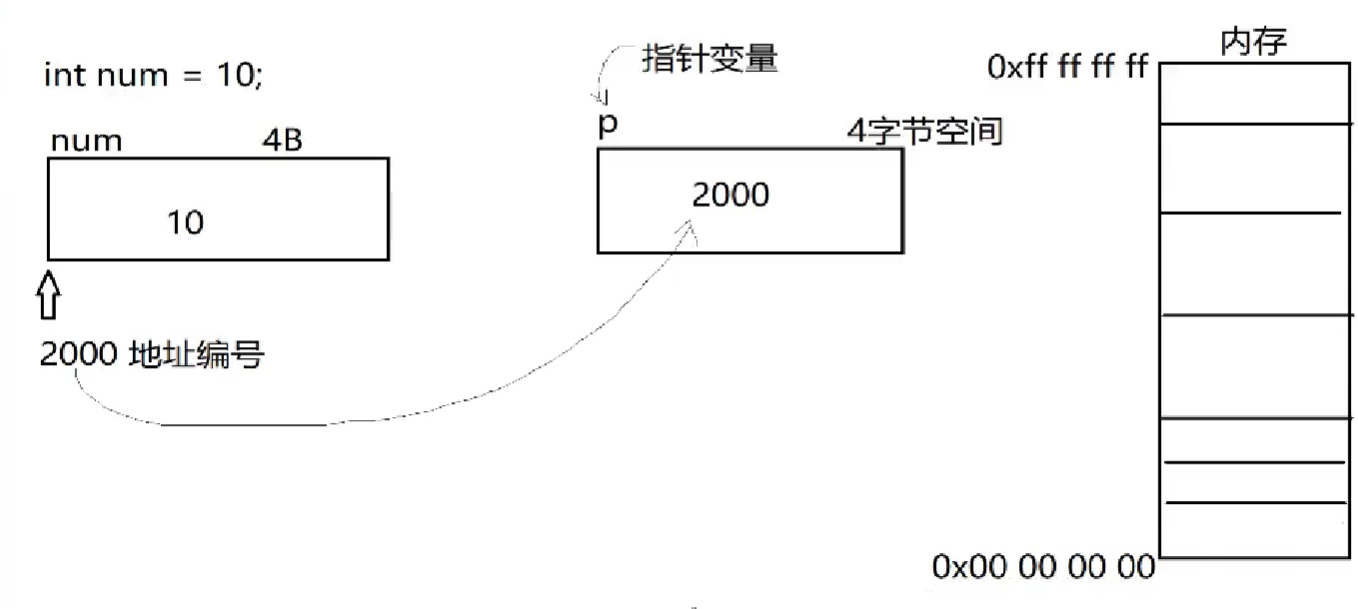 int num = 10;
num
4B
10
2000 地址编号
指针变量
p
4字节空间
2000
内存
0xff ff ff ff
0x00 00 00 00